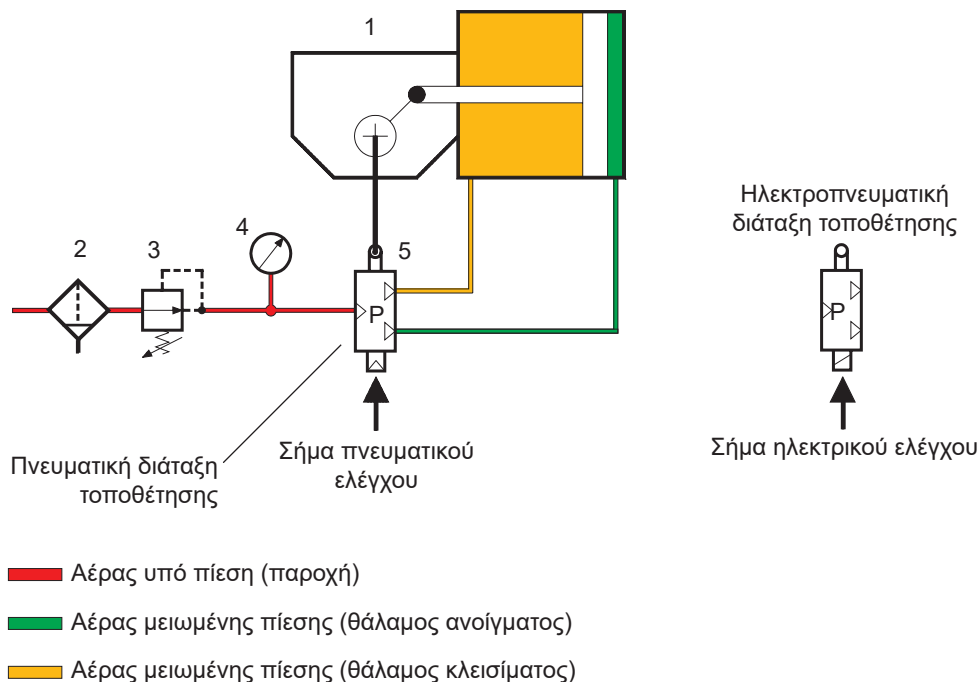 1
2
3
4
5
P
Ηλεκτροπνευματική
διάταξη τοποθέτησης
P
Πνευματική διάταξη
τοποθέτησης
Σήμα πνευματικού
ελέγχου
Σήμα ηλεκτρικού ελέγχου
Αέρας υπό πίεση (παροχή)
Αέρας μειωμένης πίεσης (θάλαμος ανοίγματος)
Αέρας μειωμένης πίεσης (θάλαμος κλεισίματος)